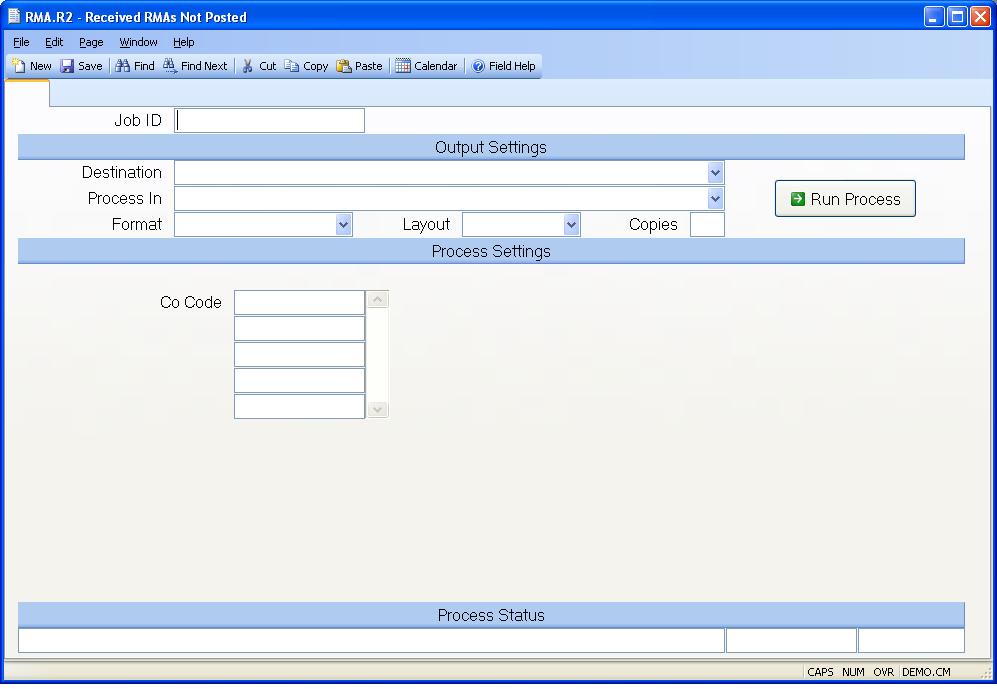 RMA.R2 - Received RMAs Not Posted
File Edit Page Window Help
New Save Find Find Next Cut Copy Paste Calendar Field Help
Job ID
Output Settings
Destination
Process In
Run Process
Format Layout Copies
Process Settings
Co Code
Process Status
CAPS NUM OVR DEMO.CM